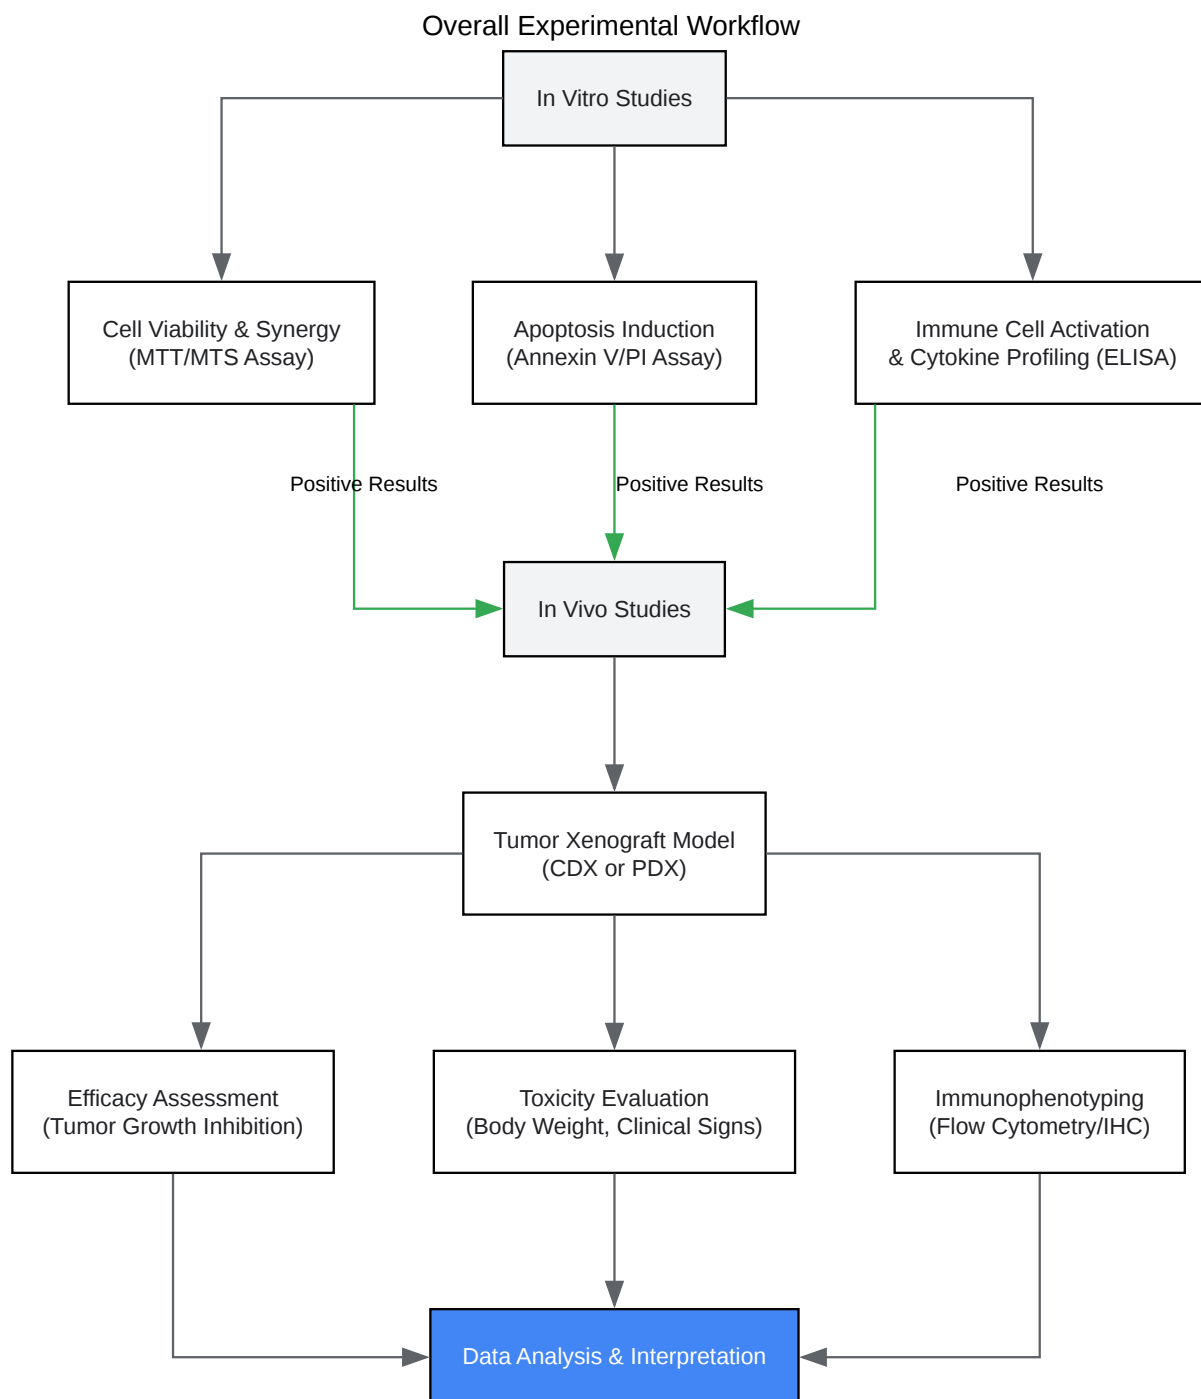 Overall Experimental Workflow
In Vitro Studies
Cell Viability & Synergy
(MTT/MTS Assay)
Apoptosis Induction
(Annexin V/PI Assay)
Immune Cell Activation
& Cytokine Profiling (ELISA)
Positive Results
Positive Results
Positive Results
In Vivo Studies
Tumor Xenograft Model
(CDX or PDX)
Efficacy Assessment
(Tumor Growth Inhibition)
Toxicity Evaluation
(Body Weight, Clinical Signs)
Immunophenotyping
(Flow Cytometry/IHC)
Data Analysis & Interpretation